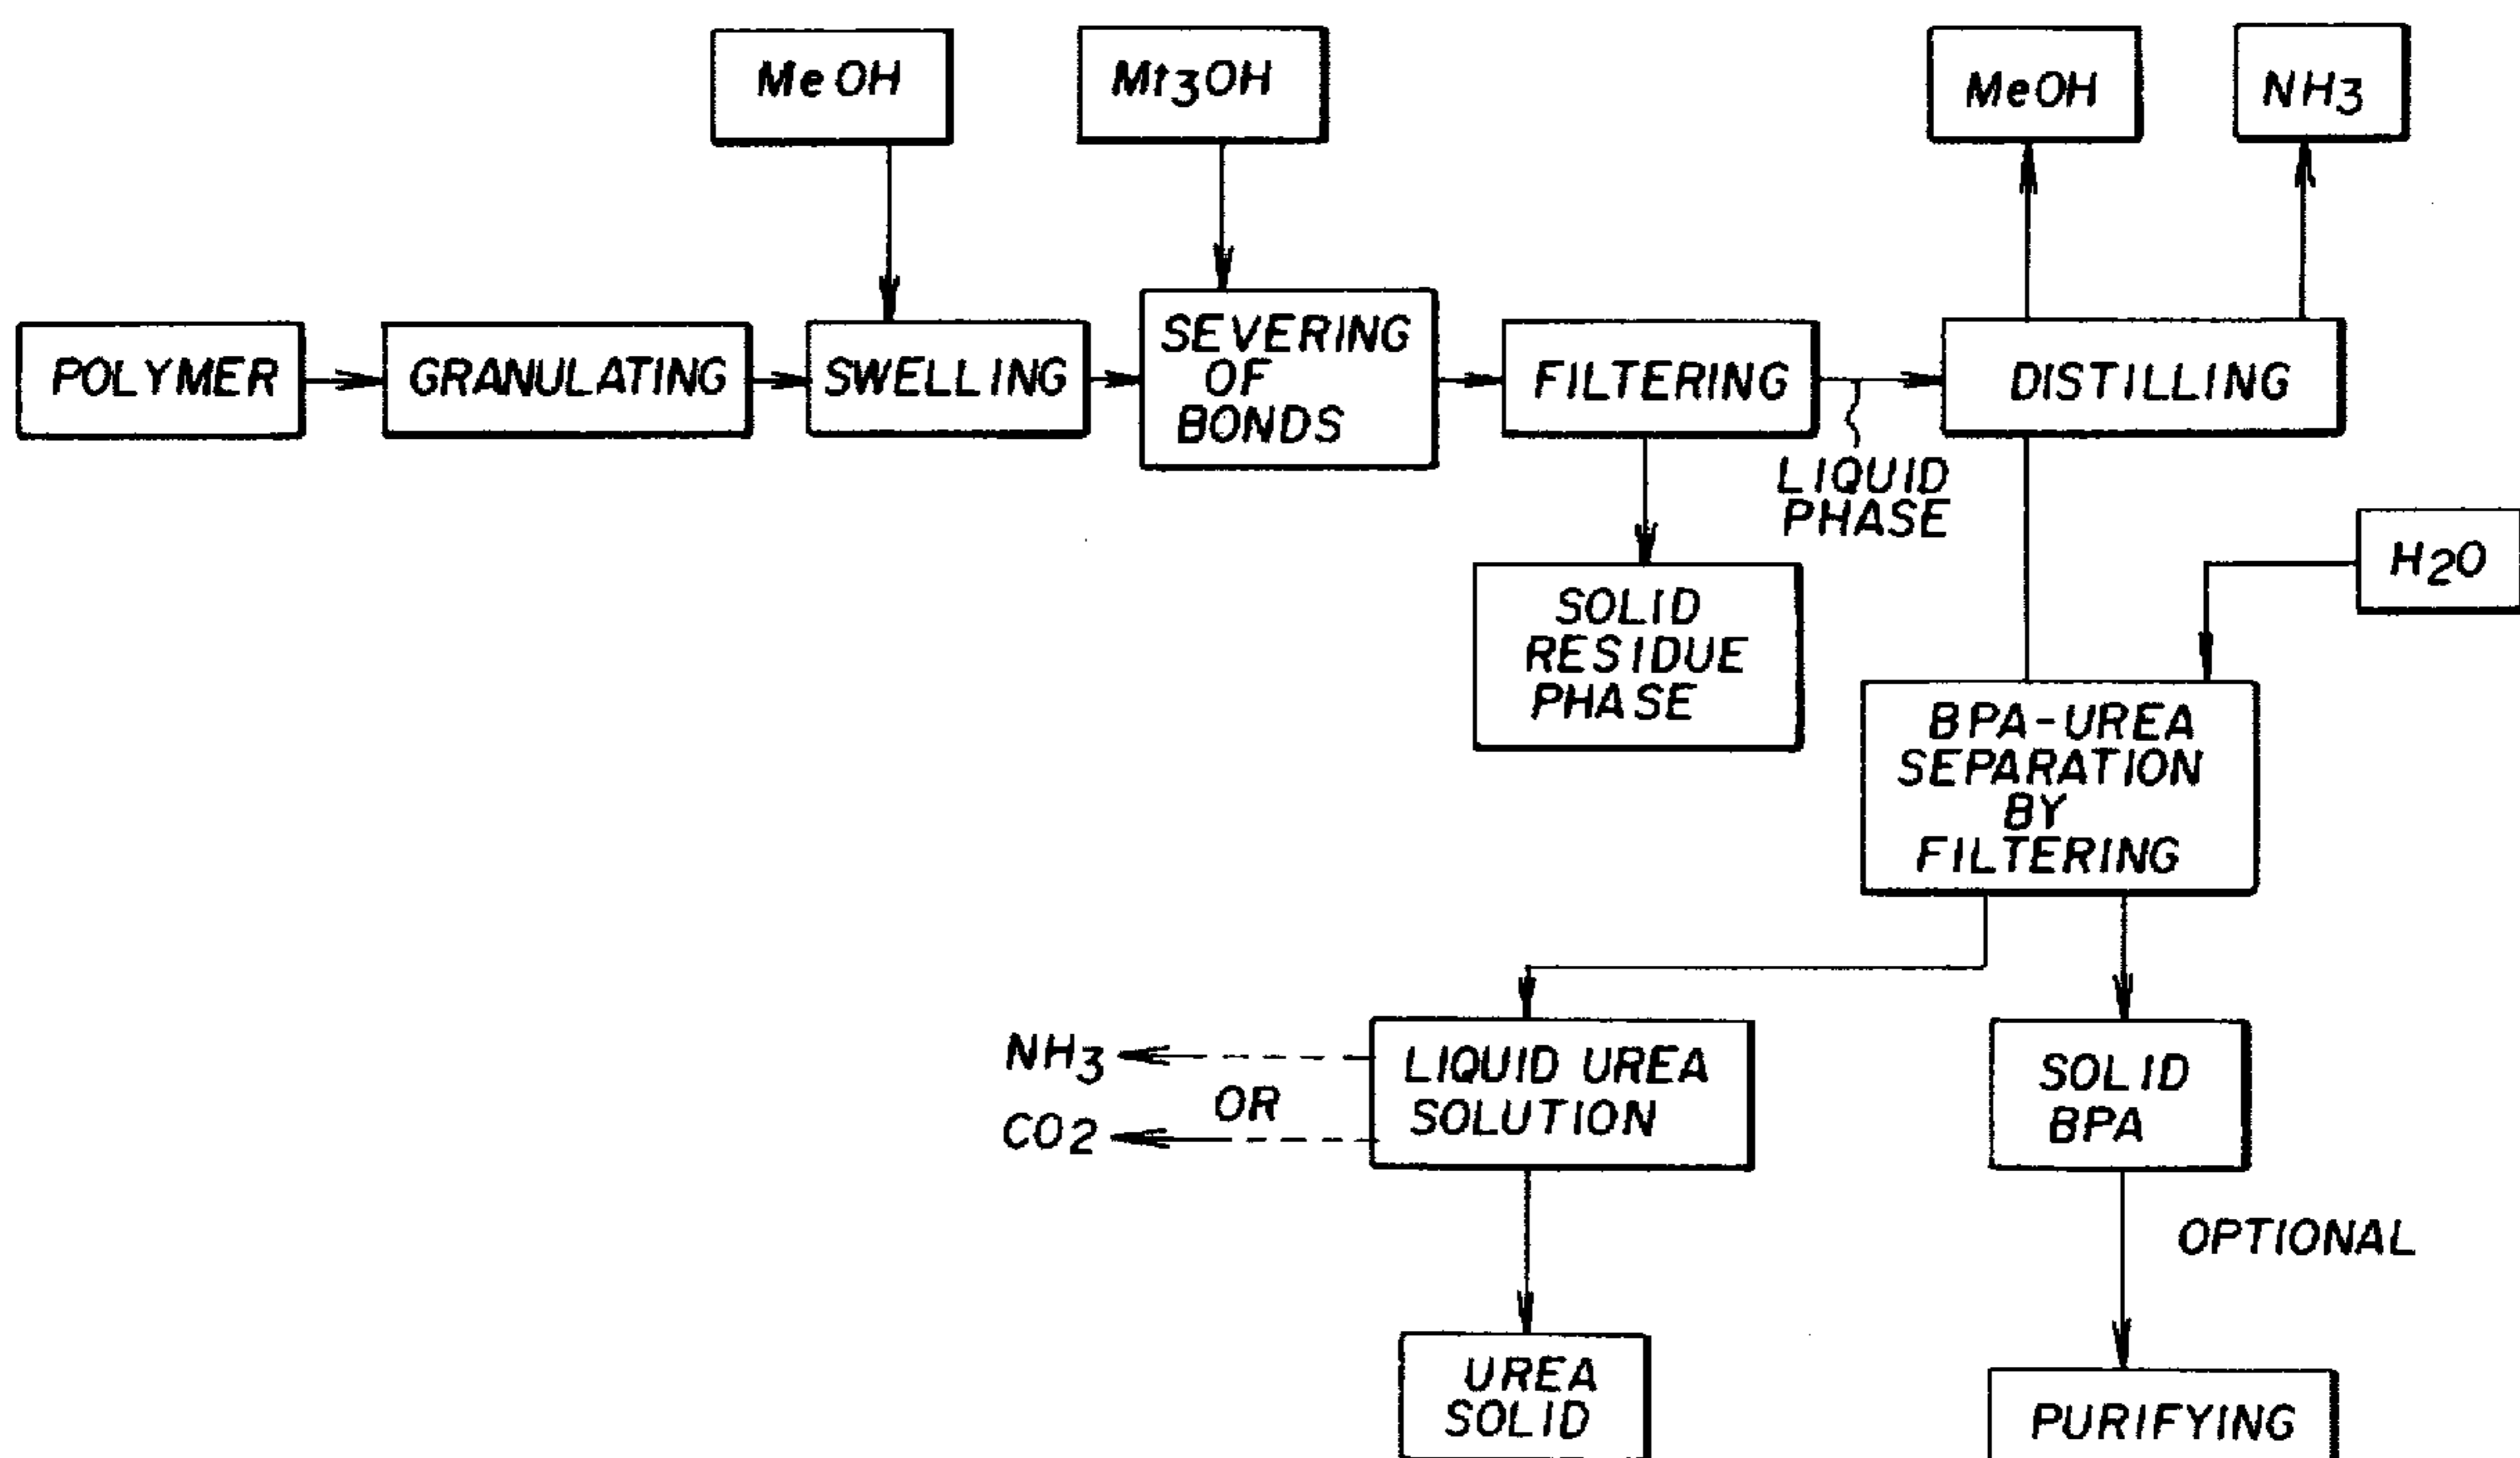 MeOH
Mt3OH
MeOH
NH3
POLYMER
GRANULATING
SWELLING
SEVERING
OF
BONDS
FILTERING
DISTILLING
LIQUID
PHASE
H2O
SOLID
RESIDUE
PHASE
BPA-UREA
SEPARATION
BY
FILTERING
NH3
OR
CO2
LIQUID UREA
SOLUTION
SOLID
BPA
OPTIONAL
UREA
SOLID
PURIFYING